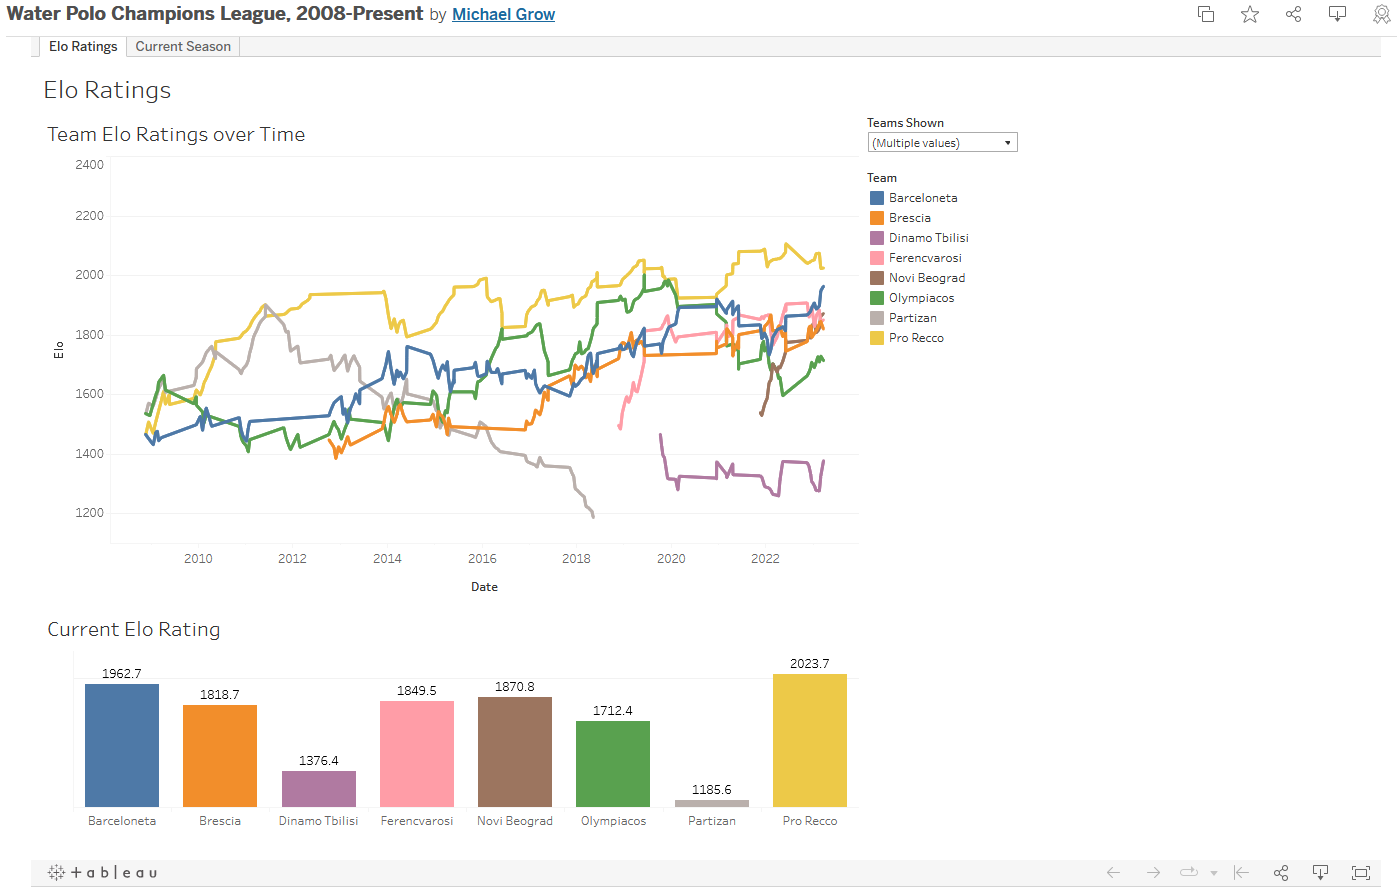 Water Polo Champions League, 2008-Present by Michael Grow
Elo Ratings
Current Season
Elo Ratings
Team Elo Ratings over Time
Teams Shown
(Multiple values)
Team
Barceloneta
Brescia
Dinamo Tbilisi
Ferencvarosi
Novi Beograd
Olympiacos
Partizan
Pro Recco
Elo
2400
2200
2000
1800
1600
1400
1200
2010 2012 2014 2016 2018 2020 2022
Date
Current Elo Rating
1962.7 1818.7 1376.4 1849.5 1870.8 1712.4 1185.6 2023.7
Barceloneta Brescia Dinamo Tbilisi Ferencvarosi Novi Beograd Olympiacos Partizan Pro Recco
+ableau